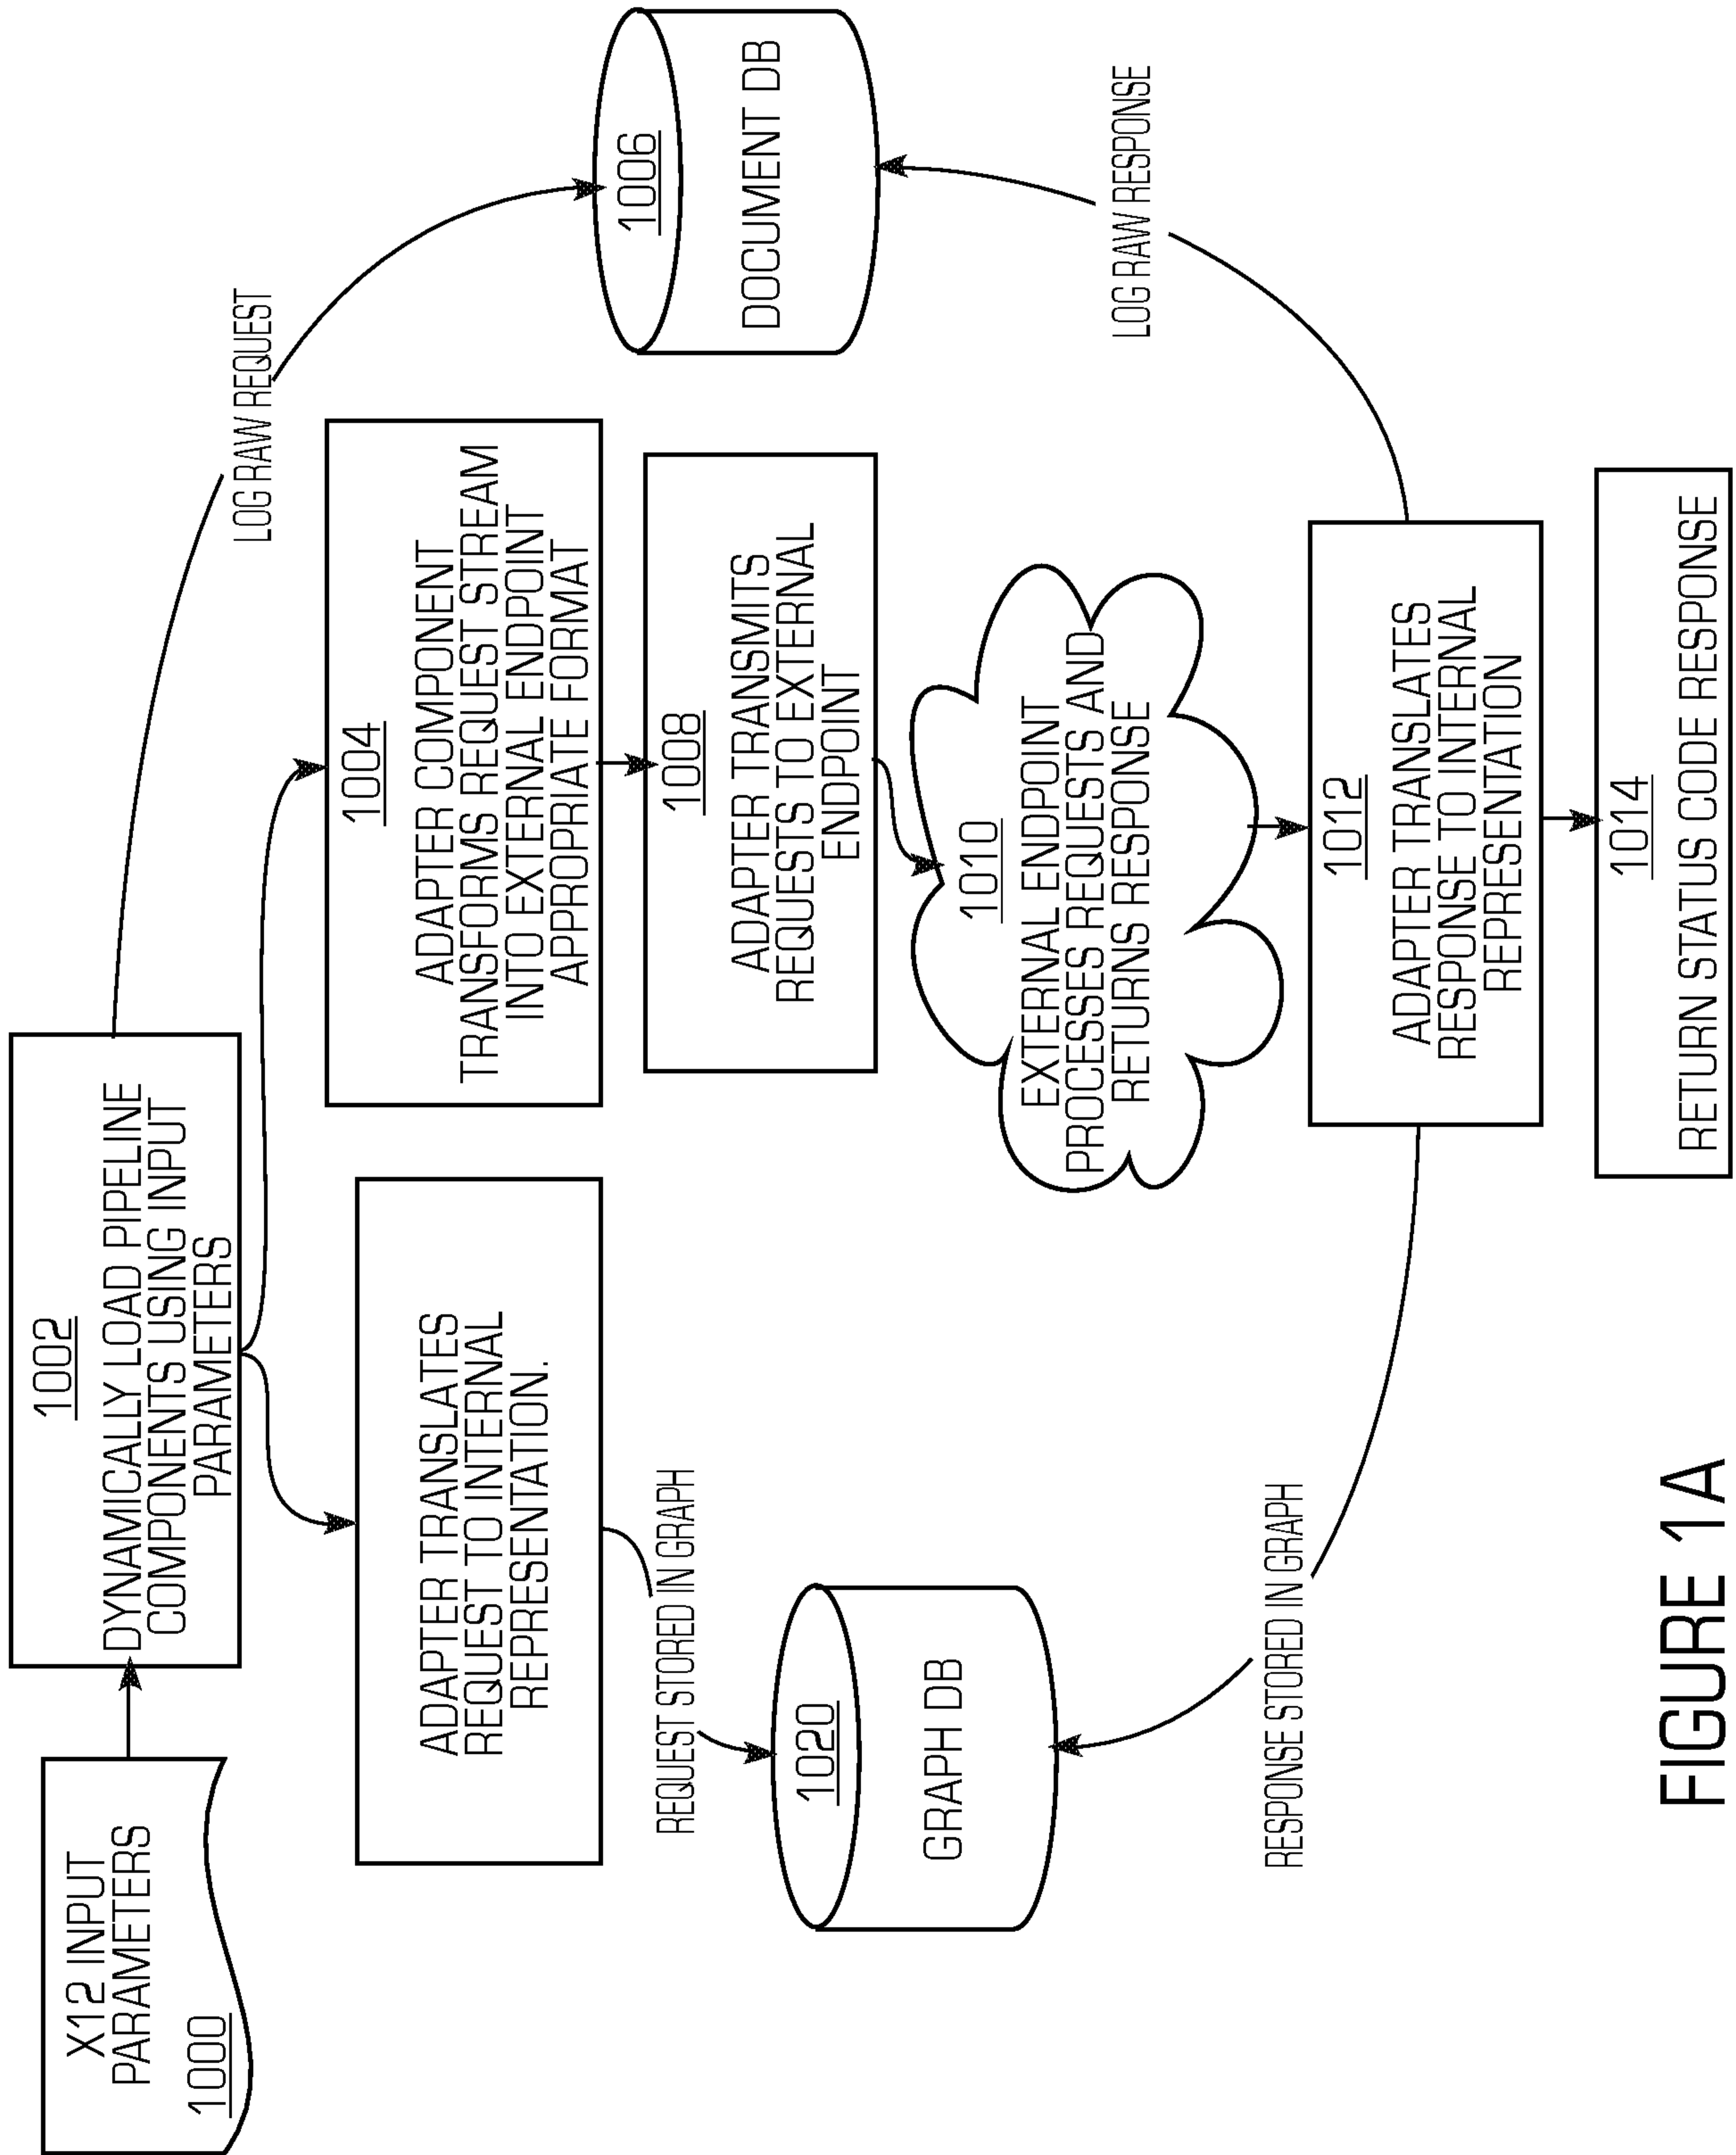 X12 INPUT
PARAMETERS
1000
1002
DYNAMICALLY LOAD PIPELINE
COMPONENTS USING INPUT
PARAMETERS
LOG RAW REQUEST
ADAPTER TRANSLATES
REQUEST TO INTERNAL
REPRESENTATION.
1004
ADAPTER COMPONENT
TRANSFORMS REQUEST STREAM
INTO EXTERNAL ENDPOINT
APPROPRIATE FORMAT
1006
DOCUMENT DB
REQUEST STORED IN GRAPH
1008
ADAPTER TRANSMITS
REQUESTS TO EXTERNAL
ENDPOINT
1020
GRAPH DB
1010
EXTERNAL ENDPOINT
PROCESSES REQUESTS AND
RETURNS RESPONSE
LOG RAW RESPONSE
RESPONSE STORED IN GRAPH
1012
ADAPTER TRANSLATES
RESPONSE TO INTERNAL
REPRESENTATION
1014
RETURN STATUS CODE RESPONSE
FIGURE 1A